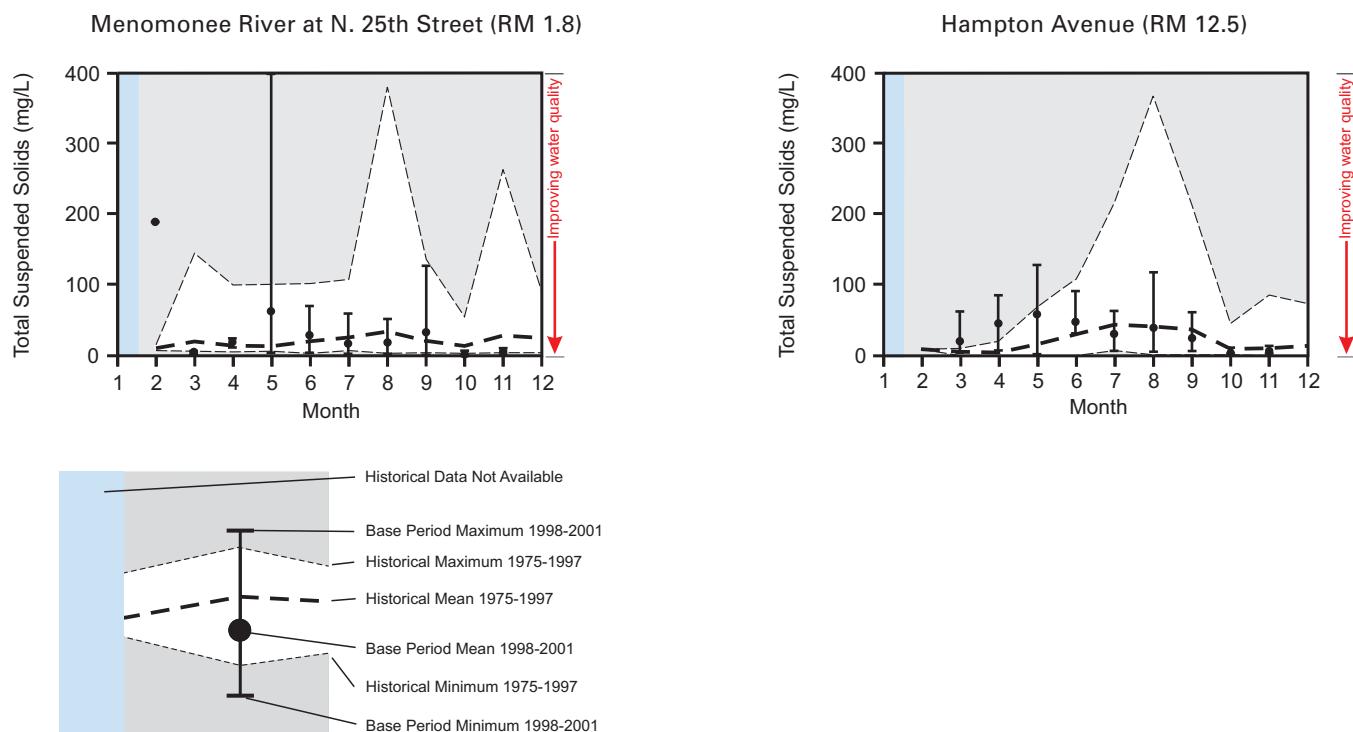 Menomonee River at N. 25th Street (RM 1.8)
Total Suspended Solids (mg/L)
400
300
200
100
0
1 2 3 4 5 6 7 8 9 10 11 12
Month
Improving water quality
Hampton Avenue (RM 12.5)
Total Suspended Solids (mg/L)
400
300
200
100
0
1 2 3 4 5 6 7 8 9 10 11 12
Month
Improving water quality
Historical Data Not Available
Base Period Maximum 1998-2001
Historical Maximum 1975-1997
Historical Mean 1975-1997
Base Period Mean 1998-2001
Historical Minimum 1975-1997
Base Period Minimum 1998-2001